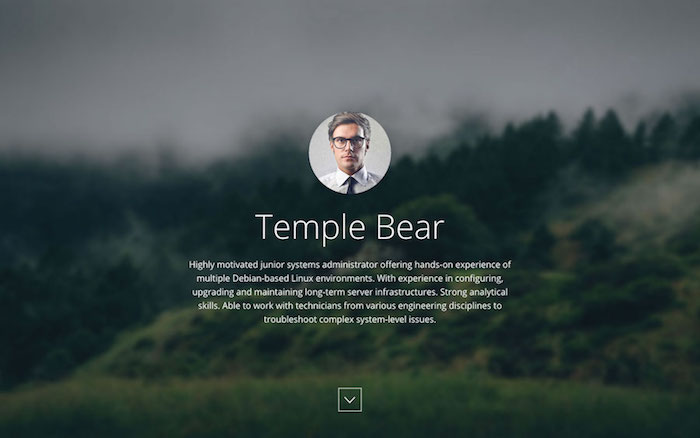 Temple Bear
Highly motivated junior systems administrator offering hands-on experience of
multiple Debian-based Linux environments. With experience in configuring,
upgrading and maintaining long-term server infrastructures. Strong analytical
skills. Able to work with technicians from various engineering disciplines to
troubleshoot complex system-level issues.